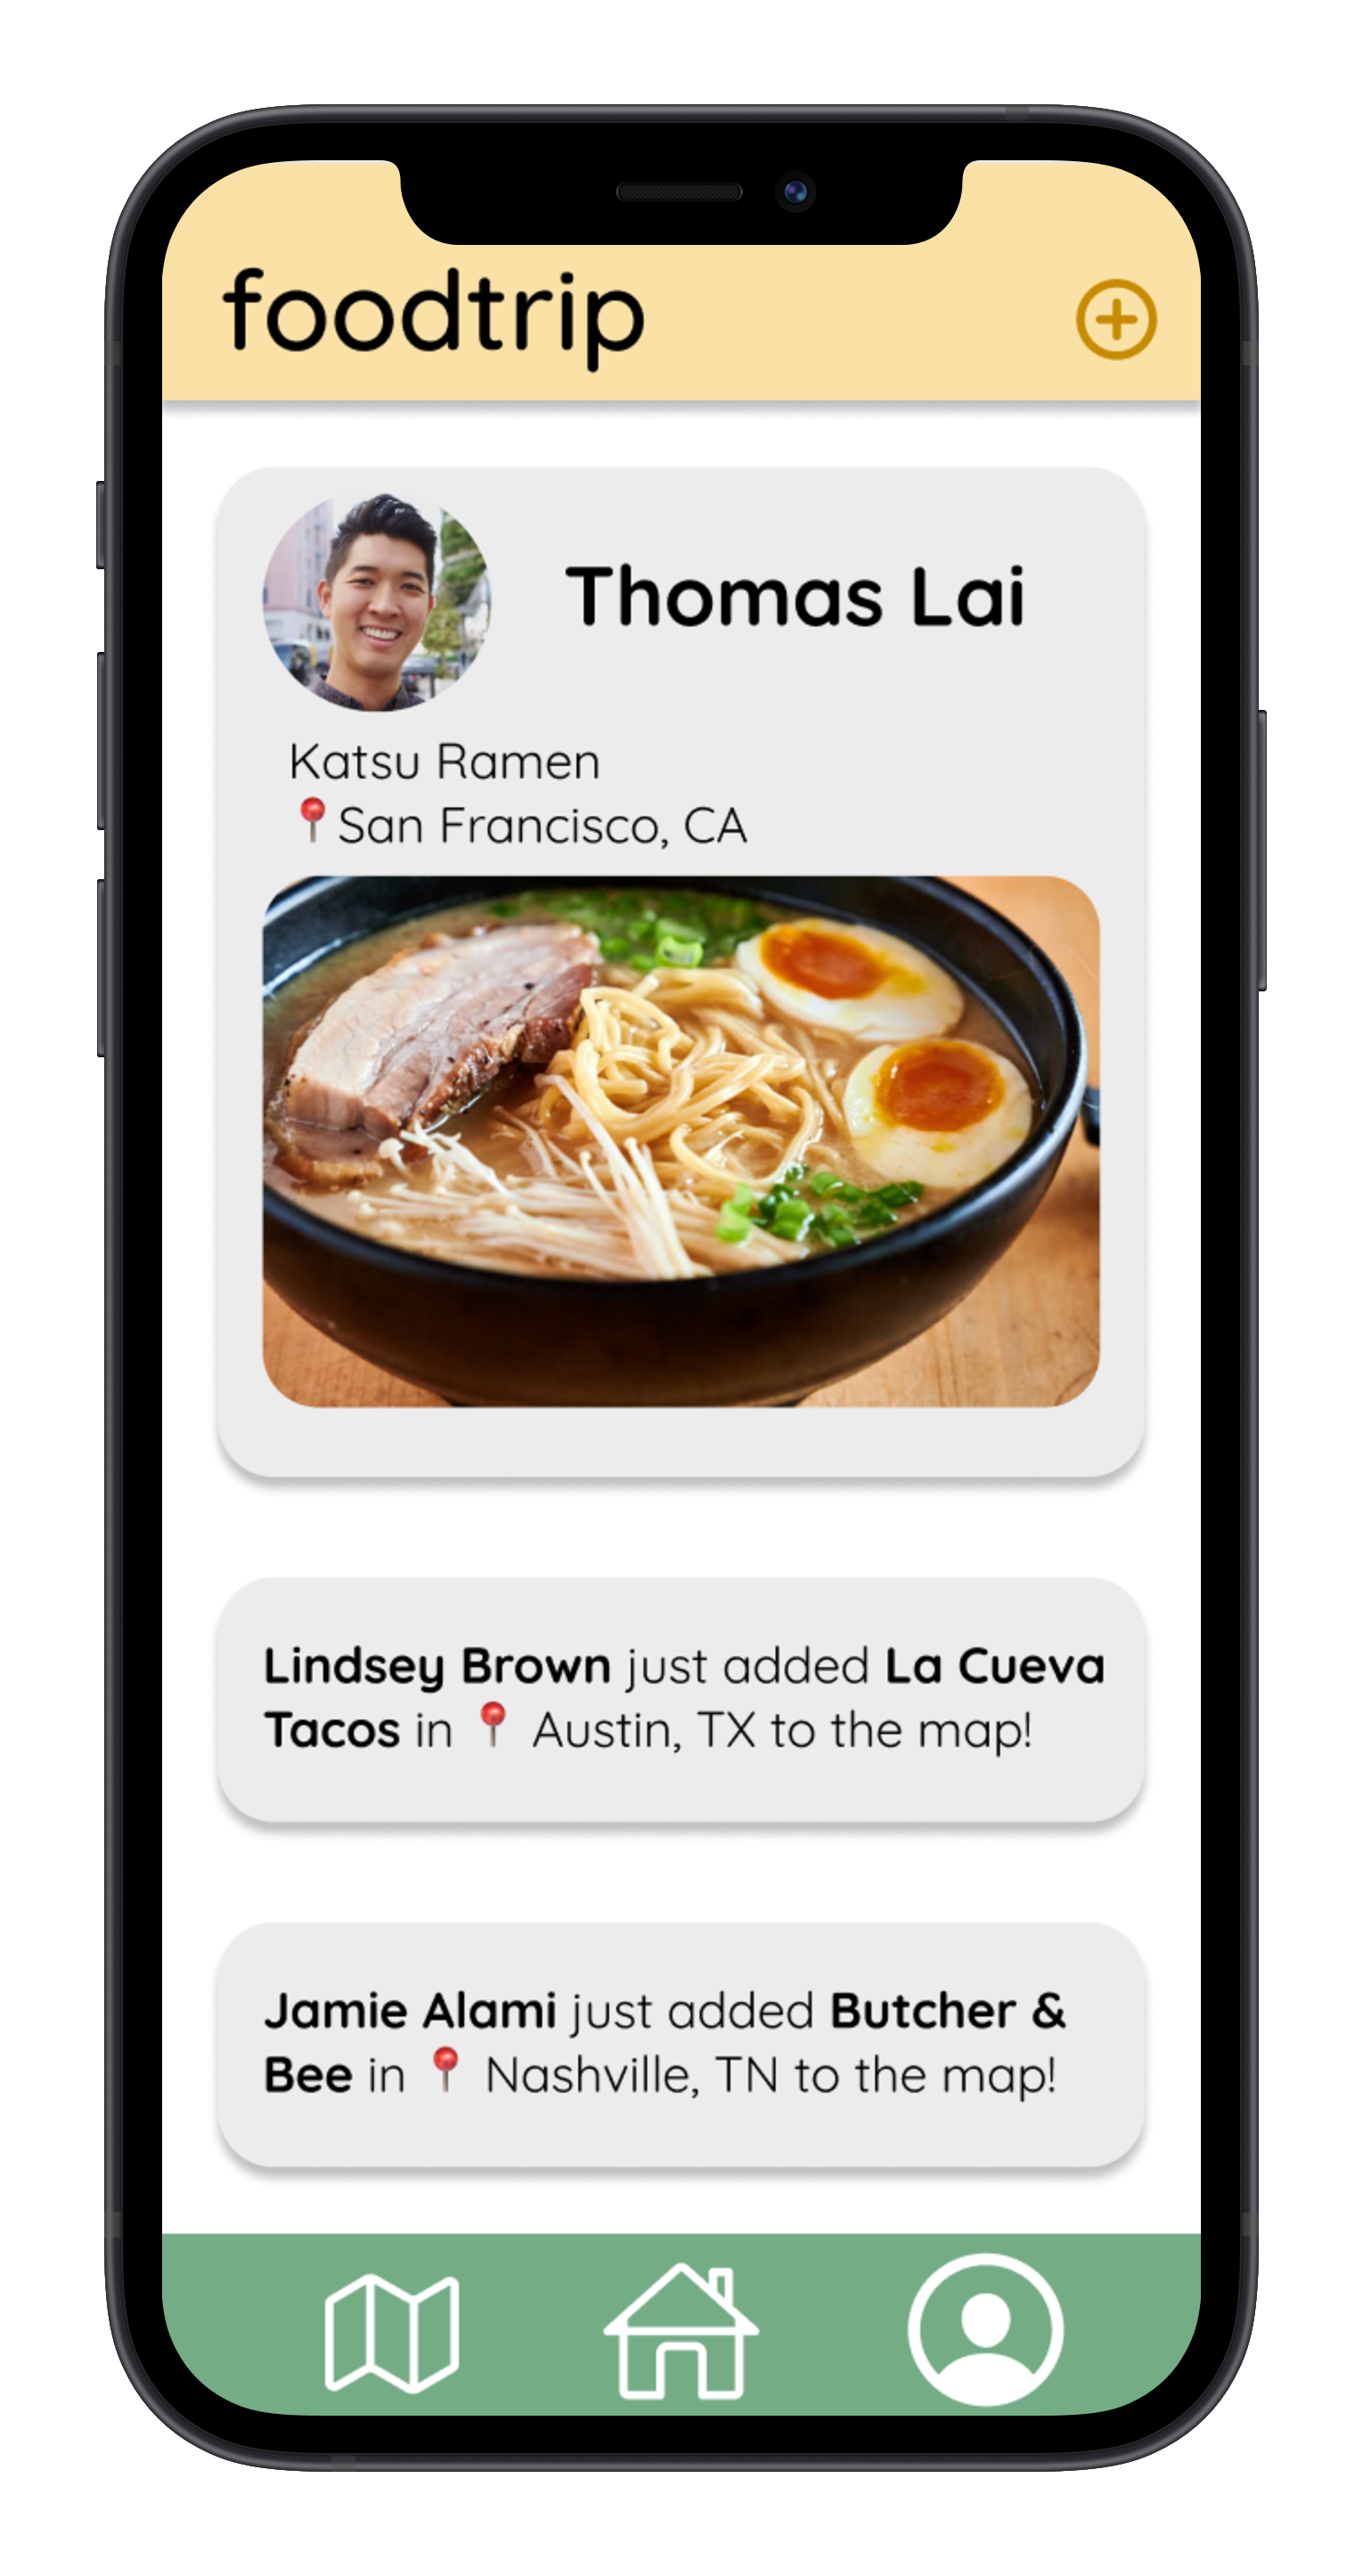 foodtrip
Thomas Lai
Katsu Ramen
📍San Francisco, CA
Lindsey Brown just added La Cueva
Tacos in 📍 Austin, TX to the map!
Jamie Alami just added Butcher &
Bee in 📍 Nashville, TN to the map!